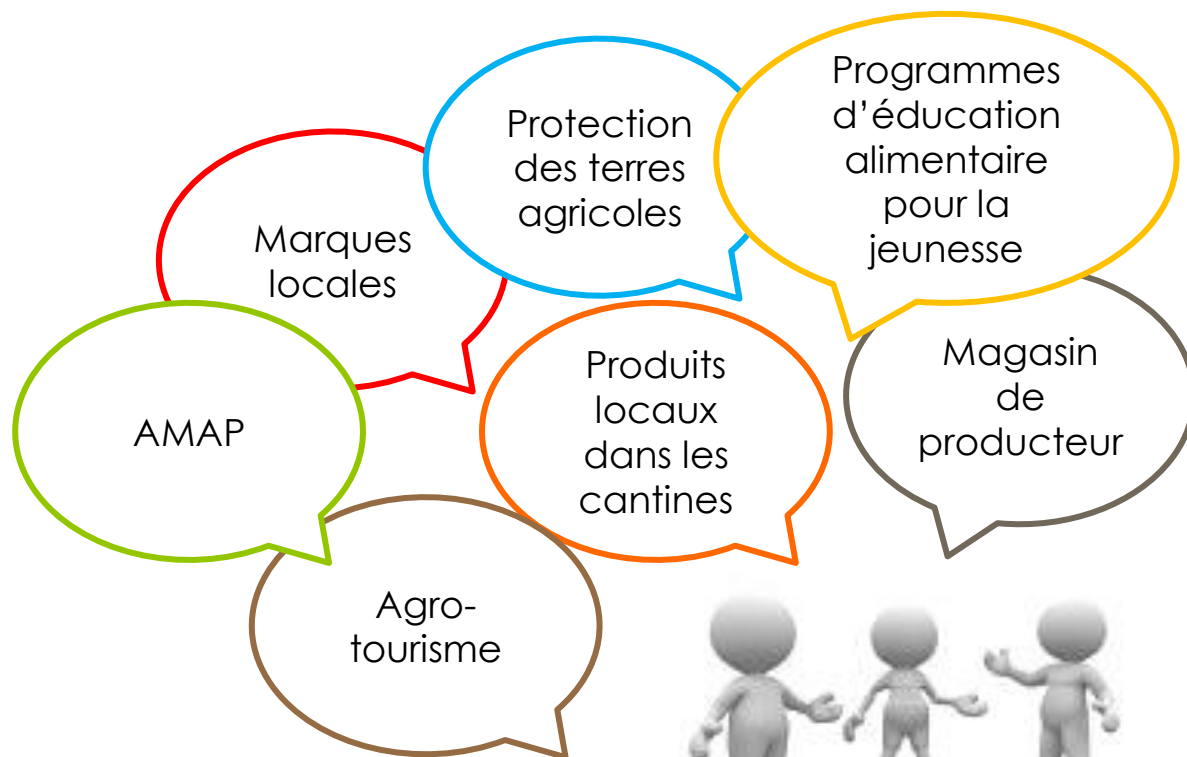 Programmes
d’éducation
alimentaire
pour la
jeunesse
Protection
des terres
agricoles
Marques
locales
Magasin
de
producteur
Produits
locaux
dans les
cantines
AMAP
Agro-
tourisme